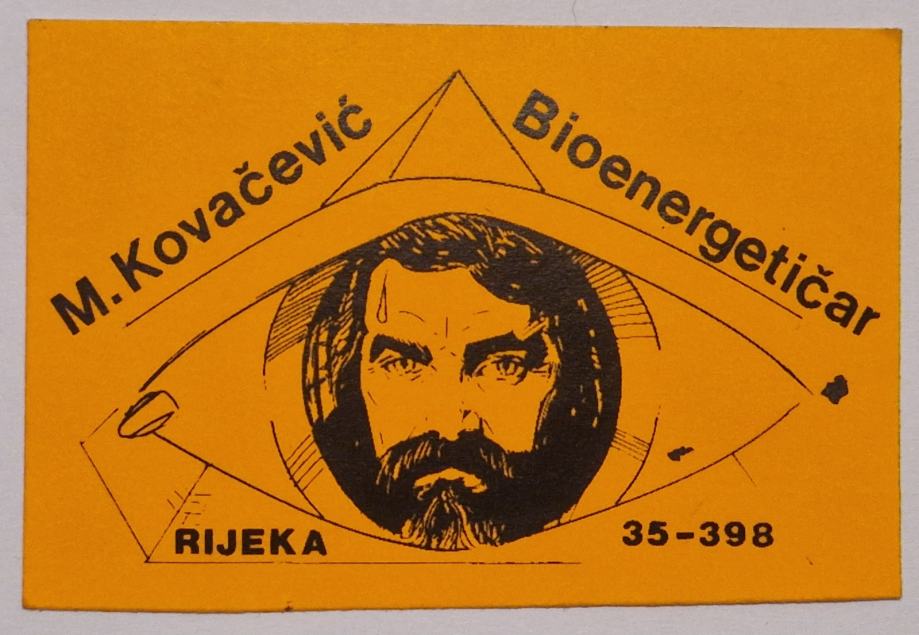 M. Kovačević
Bioenergetičar
RIJEKA
35-398